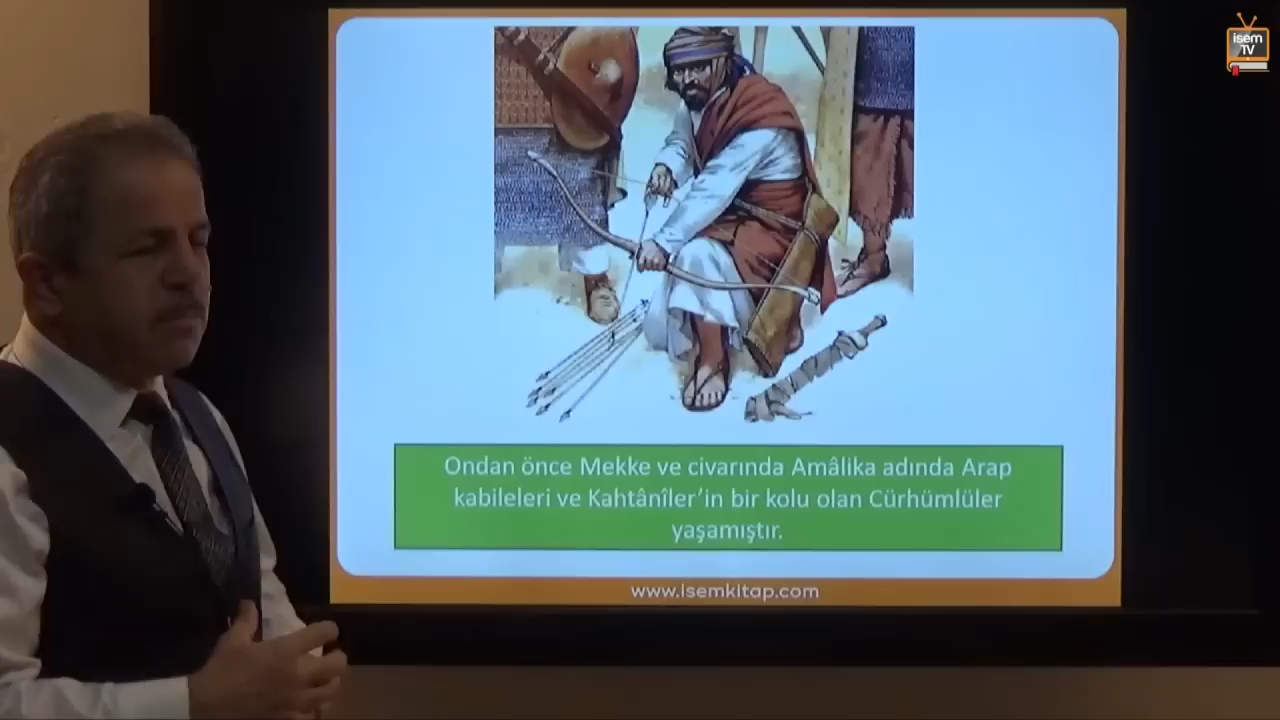 isem
TV
Ondan önce Mekke ve civarında Amâlika adında Arap
kabileleri ve Kahtânîler'in bir kolu olan Cürhümlüler
yaşamıştır.
www.isemkitap.com